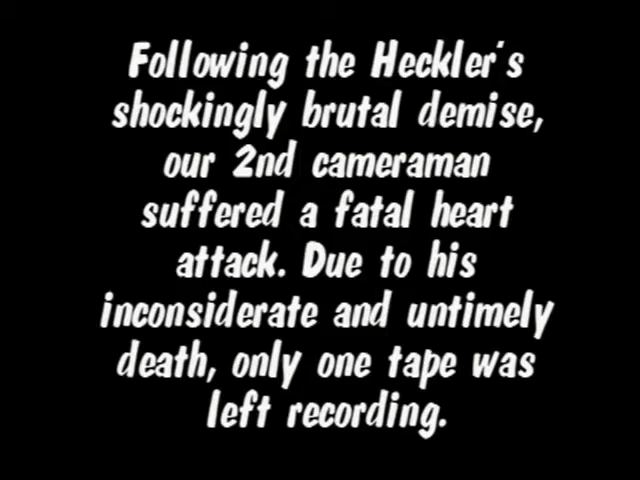 Following the Heckler's
shockingly brutal demise,
our 2nd cameraman
suffered a fatal heart
attack. Due to his
inconsiderate and untimely
death, only one tape was
left recording.